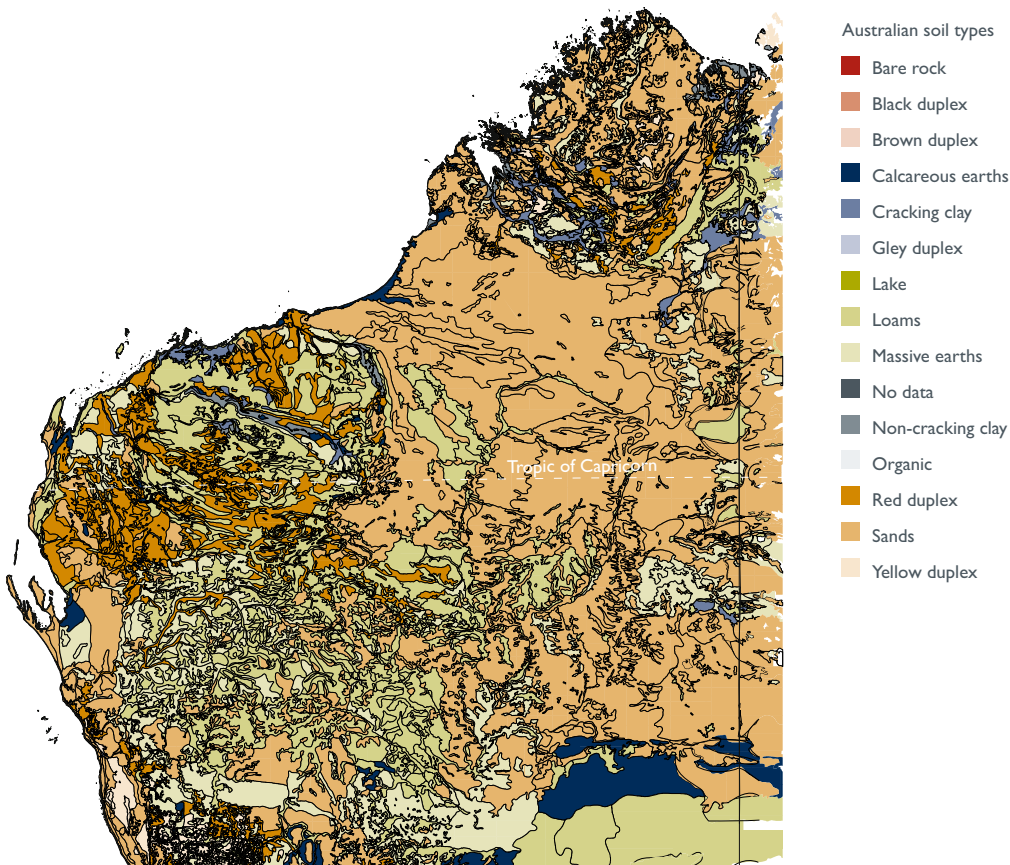 Australian soil types
Bare rock
Black duplex
Brown duplex
Calcareous earths
Cracking clay
Gley duplex
Lake
Loams
Massive earths
No data
Non-cracking clay
Organic
Red duplex
Sands
Yellow duplex
Tropic of Capricorn